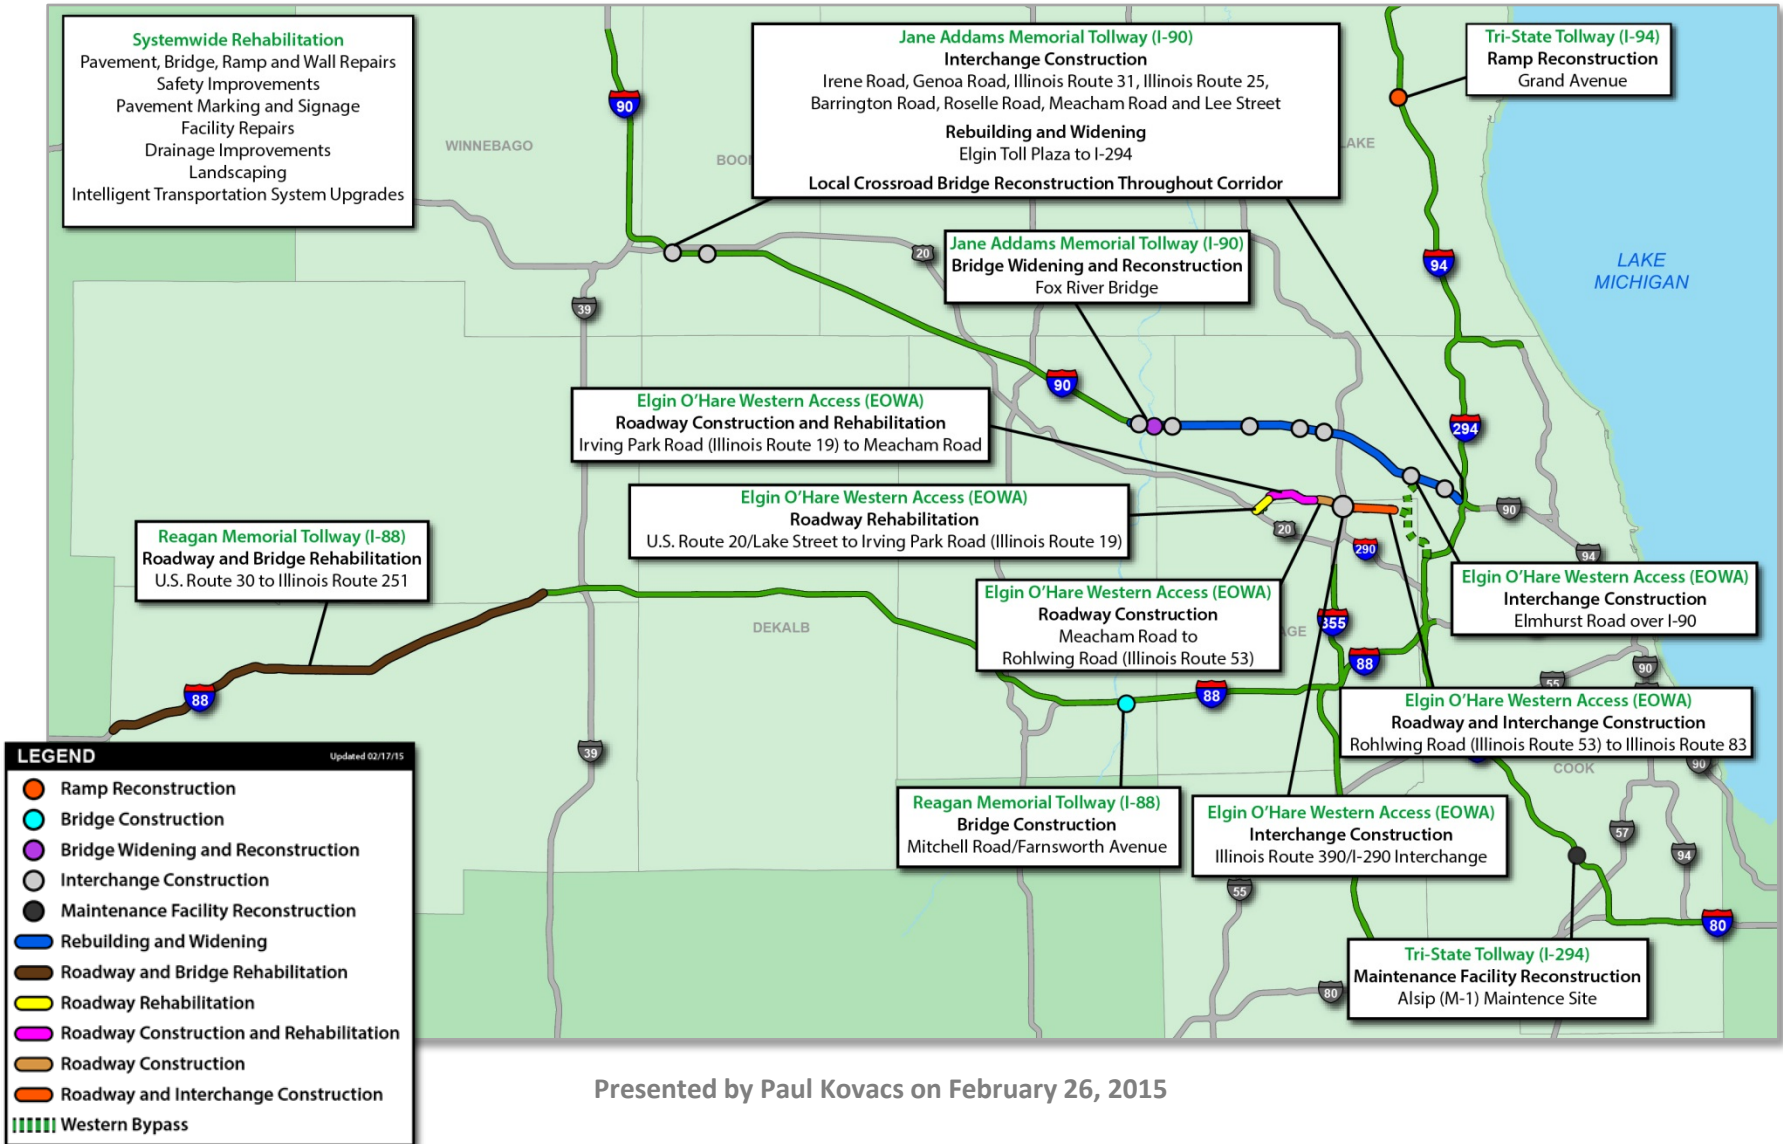 Systemwide Rehabilitation
Pavement, Bridge, Ramp and Wall Repairs
Safety Improvements
Pavement Marking and Signage
Facility Repairs
Drainage Improvements
Landscaping
Intelligent Transportation System Upgrades
Jane Addams Memorial Tollway (I-90)
Interchange Construction
Irene Road, Genoa Road, Illinois Route 31, Illinois Route 25,
Barrington Road, Roselle Road, Meacham Road and Lee Street
Rebuilding and Widening
Elgin Toll Plaza to I-294
Local Crossroad Bridge Reconstruction Throughout Corridor
Tri-State Tollway (I-94)
Ramp Reconstruction
Grand Avenue
90
WINNEBAGO
BOON
LAKE
Jane Addams Memorial Tollway (I-90)
Bridge Widening and Reconstruction
Fox River Bridge
20
94
LAKE
MICHIGAN
39
90
294
Elgin O'Hare Western Access (EOWA)
Roadway Construction and Rehabilitation
Irving Park Road (Illinois Route 19) to Meacham Road
Elgin O'Hare Western Access (EOWA)
Roadway Rehabilitation
U.S. Route 20/Lake Street to Irving Park Road (Illinois Route 19)
20
290
90
94
Reagan Memorial Tollway (I-88)
Roadway and Bridge Rehabilitation
U.S. Route 30 to Illinois Route 251
Elgin O'Hare Western Access (EOWA)
Roadway Construction
Meacham Road to
Rohlwing Road (Illinois Route 53)
Elgin O'Hare Western Access (EOWA)
Interchange Construction
Elmhurst Road over I-90
DEKALB
AGE
355
88
88
88
55
90
Elgin O'Hare Western Access (EOWA)
Roadway and Interchange Construction
Rohlwing Road (Illinois Route 53) to Illinois Route 83
39
COOK
90
Reagan Memorial Tollway (I-88)
Bridge Construction
Mitchell Road/Farnsworth Avenue
Elgin O'Hare Western Access (EOWA)
Interchange Construction
Illinois Route 390/I-290 Interchange
57
94
55
80
Tri-State Tollway (I-294)
Maintenance Facility Reconstruction
Alsip (M-1) Maintence Site
80
LEGEND
Updated 02/17/15
Ramp Reconstruction
Bridge Construction
Bridge Widening and Reconstruction
Interchange Construction
Maintenance Facility Reconstruction
Rebuilding and Widening
Roadway and Bridge Rehabilitation
Roadway Rehabilitation
Roadway Construction and Rehabilitation
Roadway Construction
Roadway and Interchange Construction
Western Bypass
Presented by Paul Kovacs on February 26, 2015